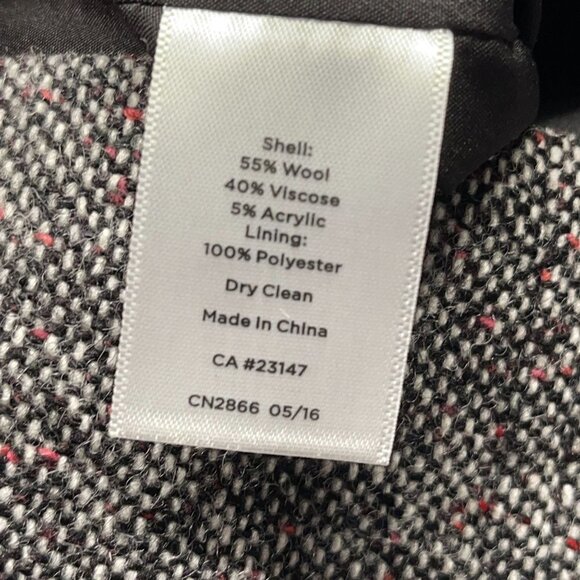 Shell:
55% Wool
40% Viscose
5% Acrylic
Lining:
100% Polyester
Dry Clean
Made In China
CA #23147
CN2866 05/16